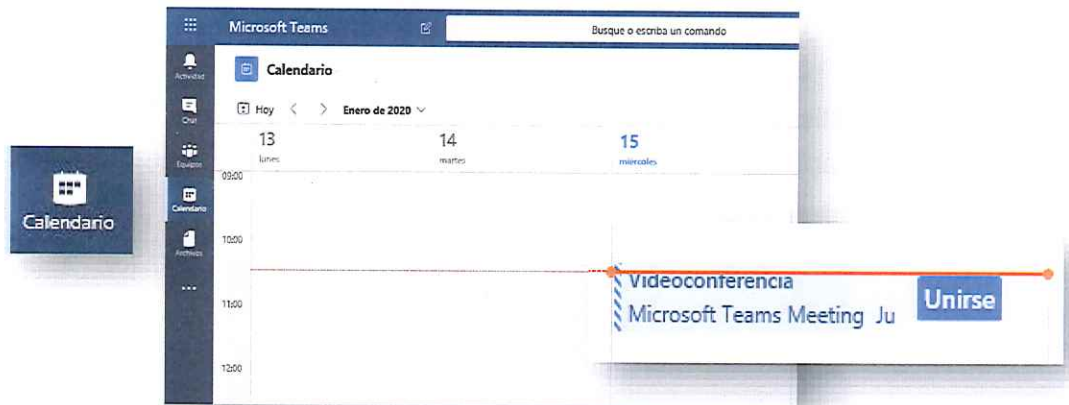 Microsoft Teams
Busque o escriba un comando
Actividad
Calendario
Chat
Hoy < > Enero de 2020
13 14 15
lunes martes miércoles
Equipos
09:00
Calendario
Calendario
10:00
Archivos
...
Videoconferencia
Unirse
Microsoft Teams Meeting Ju
11:00
12:00